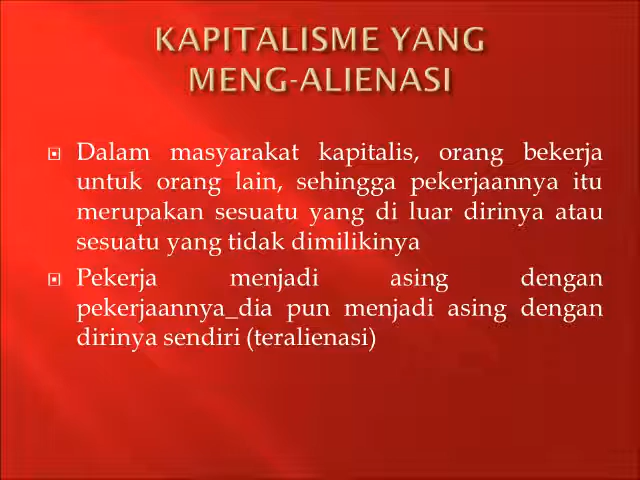 KAPITALISME YANG
MENG-ALIENASI
Dalam masyarakat kapitalis, orang bekerja
untuk orang lain, sehingga pekerjaannya itu
merupakan sesuatu yang di luar dirinya atau
sesuatu yang tidak dimilikinya
Pekerja menjadi asing dengan
pekerjaannya_dia pun menjadi asing dengan
dirinya sendiri (teralienasi)